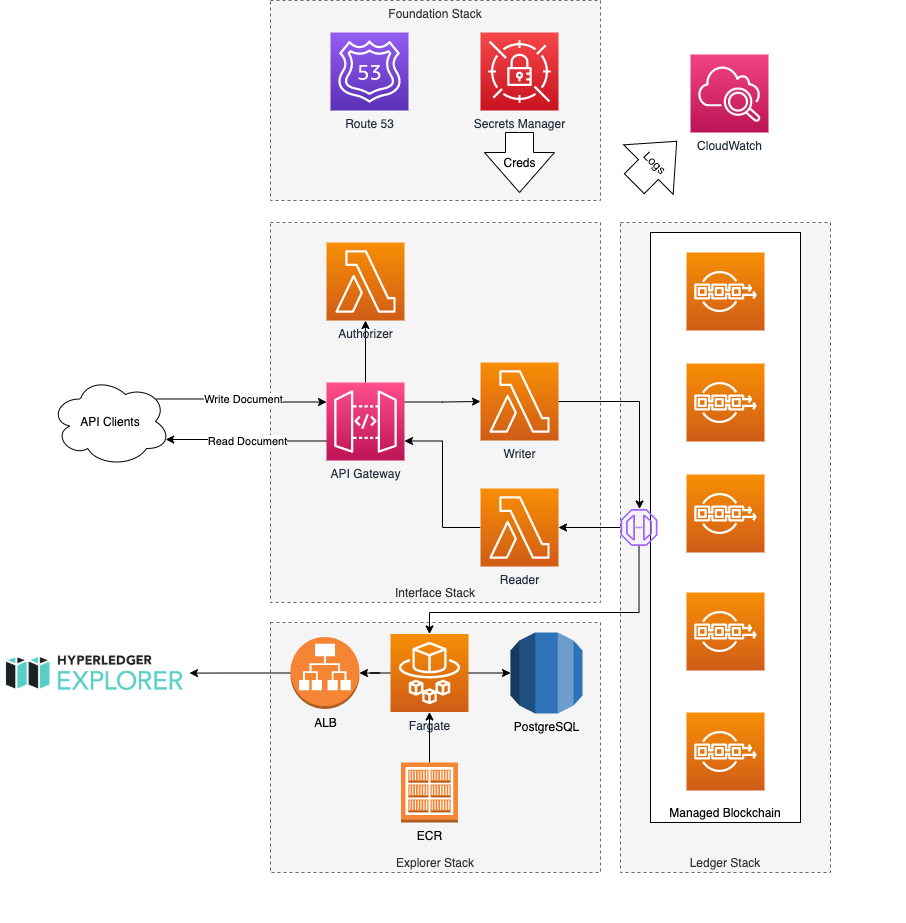 Foundation Stack
53
Route 53
Secrets Manager
CloudWatch
Creds
Logs
Authorizer
Write Document
API Clients
Read Document
API Gateway
Writer
Reader
Interface Stack
HYPERLEDGER
EXPLORER
ALB
Fargate
PostgreSQL
ECR
Explorer Stack
Managed Blockchain
Ledger Stack